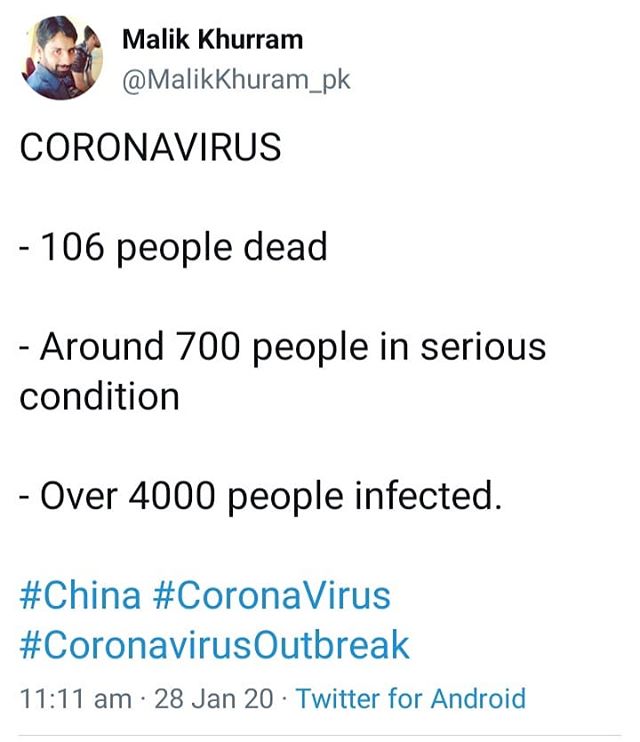 Malik Khurram
@MalikKhuram_pk
CORONAVIRUS
- 106 people dead
- Around 700 people in serious
condition
- Over 4000 people infected.
#China #CoronaVirus
#CoronavirusOutbreak
11:11 am · 28 Jan 20 · Twitter for Android